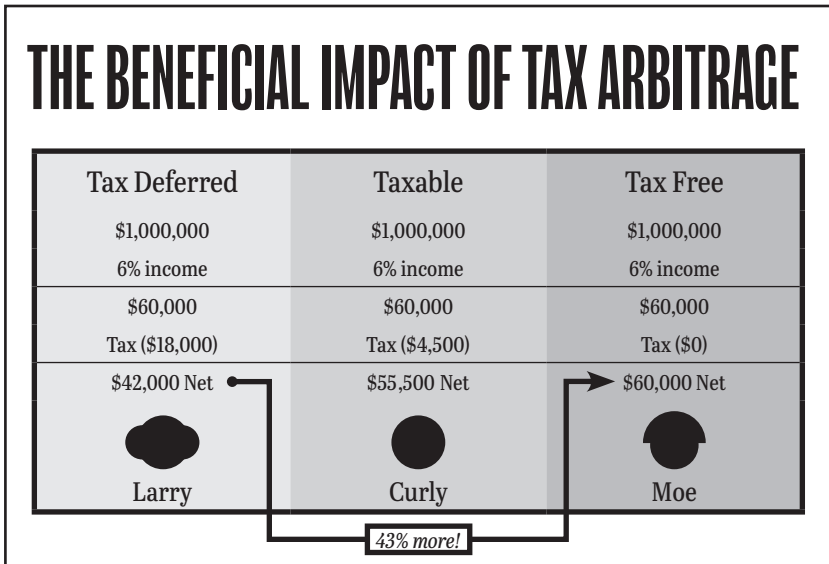 THE BENEFICIAL IMPACT OF TAX ARBITRAGE
Tax Deferred Taxable Tax Free
$1,000,000 $1,000,000 $1,000,000
6% income 6% income 6% income
$60,000 $60,000 $60,000
Tax ($18,000) Tax ($4,500) Tax ($0)
$42,000 Net $55,500 Net $60,000 Net
Larry Curly Moe
43% more!